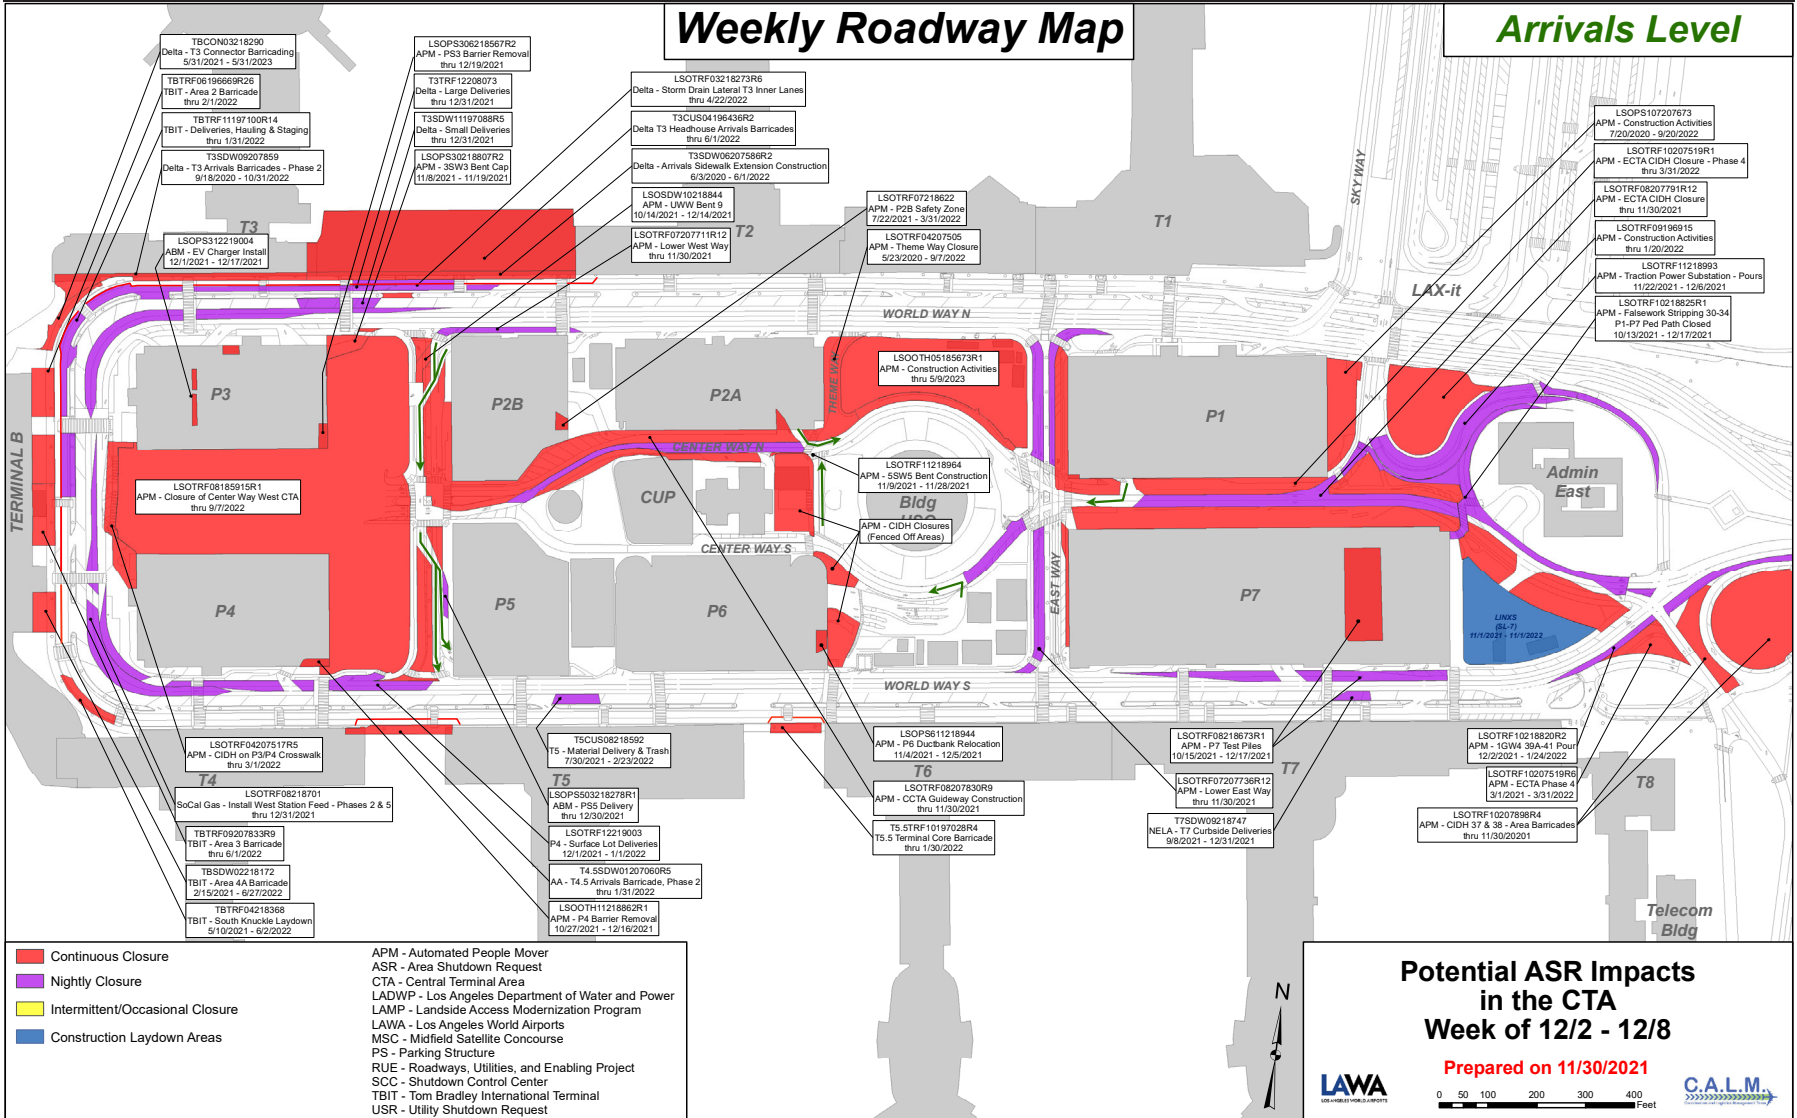 Weekly Roadway Map
Arrivals Level
TBCON03218290
Delta - T3 Connector Barricading
5/31/2021 - 5/31/2023
TBTRF06196669R26
TBIT - Area 2 Barricade
thru 2/1/2022
TBTRF11197100R14
TBIT - Deliveries, Hauling & Staging
thru 1/31/2022
T3SDW09207859
Delta - T3 Arrivals Barricades - Phase 2
9/18/2020 - 10/31/2022
LSOPS312219004
ABM - EV Charger Install
12/1/2021 - 12/17/2021
LSOPS306218567R2
APM - PS3 Barrier Removal
thru 12/19/2021
T3TRF12208073
Delta - Large Deliveries
thru 12/31/2021
T3SDW11197088R5
Delta - Small Deliveries
thru 12/31/2021
LSOPS30218807R2
APM - 3SW3 Bent Cap
11/8/2021 - 11/19/2021
LSOTRF03218273R6
Delta - Storm Drain Lateral T3 Inner Lanes
thru 4/22/2022
T3CUS04196436R2
Delta T3 Headhouse Arrivals Barricades
thru 6/1/2022
T3SDW06207586R2
Delta - Arrivals Sidewalk Extension Construction
6/3/2020 - 6/1/2022
LSOSDW10218844
APM - UWW Bent 9
10/14/2021 - 12/14/2021
LSOTRF07207711R12
APM - Lower West Way
thru 11/30/2021
LSOTRF07218622
APM - P2B Safety Zone
7/22/2021 - 3/31/2022
LSOTRF04207505
APM - Theme Way Closure
5/23/2020 - 9/7/2022
LSOPS107207673
APM - Construction Activities
7/20/2020 - 9/20/2022
LSOTRF10207519R1
APM - ECTA CIDH Closure - Phase 4
thru 3/31/2022
LSOTRF08207791R12
APM - ECTA CIDH Closure
thru 11/30/2021
LSOTRF09196915
APM - Construction Activities
thru 1/20/2022
LSOTRF11218993
APM - Traction Power Substation - Pours
11/22/2021 - 12/6/2021
LSOTRF10218825R1
APM - Falsework Stripping 30-34
P1-P7 Ped Path Closed
10/13/2021 - 12/17/2021
T3
T2
T1
SKY WAY
LAX-it
WORLD WAY N
LSOOTH05185673R1
APM - Construction Activities
thru 5/9/2023
P3
P2B
P2A
THEME WAY
P1
CENTER WAY N
TERMINAL B
LSOTRF08185915R1
APM - Closure of Center Way West CTA
thru 9/7/2022
CUP
LSOTRF11218964
APM - 5SW5 Bent Construction
11/9/2021 - 11/28/2021
Bldg
APM - CIDH Closures
(Fenced Off Areas)
Admin
East
CENTER WAY S
EAST WAY
P4
P5
P6
P7
LINXS
(SL-7)
11/1/2021 - 11/1/2022
WORLD WAY S
LSOTRF04207517R5
APM - CIDH on P3/P4 Crosswalk
thru 3/1/2022
T4
LSOTRF08218701
SoCal Gas - Install West Station Feed - Phases 2 & 5
thru 12/31/2021
TBTRF09207833R9
TBIT - Area 3 Barricade
thru 6/1/2022
TBSDW02218172
TBIT - Area 4A Barricade
2/15/2021 - 6/27/2022
TBTRF04218368
TBIT - South Knuckle Laydown
5/10/2021 - 6/2/2022
T5CUS08218592
T5 - Material Delivery & Trash
7/30/2021 - 2/23/2022
T5
LSOPS503218278R1
ABM - PS5 Delivery
thru 12/30/2021
LSOTRF12219003
P4 - Surface Lot Deliveries
12/1/2021 - 1/1/2022
T4.5SDW01207060R5
AA - T4.5 Arrivals Barricade, Phase 2
thru 1/31/2022
LSOOTH11218862R1
APM - P4 Barrier Removal
10/27/2021 - 12/16/2021
LSOPS611218944
APM - P6 Ductbank Relocation
11/4/2021 - 12/5/2021
T6
LSOTRF08207830R9
APM - CCTA Guideway Construction
thru 11/30/2021
T5.5TRF10197028R4
T5.5 Terminal Core Barricade
thru 1/30/2022
LSOTRF08218673R1
APM - P7 Test Piles
10/15/2021 - 12/17/2021
T7
LSOTRF07207736R12
APM - Lower East Way
thru 11/30/2021
T7SDW09218747
NELA - T7 Curbside Deliveries
9/8/2021 - 12/31/2021
LSOTRF10218820R2
APM - 1GW4 39A-41 Pour
12/2/2021 - 1/24/2022
LSOTRF10207519R6
APM - ECTA Phase 4
3/1/2021 - 3/31/2022
LSOTRF10207898R4
APM - CIDH 37 & 38 - Area Barricades
thru 11/30/20201
T8
Telecom
Bldg
Continuous Closure
Nightly Closure
Intermittent/Occasional Closure
Construction Laydown Areas
APM - Automated People Mover
ASR - Area Shutdown Request
CTA - Central Terminal Area
LADWP - Los Angeles Department of Water and Power
LAMP - Landside Access Modernization Program
LAWA - Los Angeles World Airports
MSC - Midfield Satellite Concourse
PS - Parking Structure
RUE - Roadways, Utilities, and Enabling Project
SCC - Shutdown Control Center
TBIT - Tom Bradley International Terminal
USR - Utility Shutdown Request
N
Potential ASR Impacts
in the CTA
Week of 12/2 - 12/8
Prepared on 11/30/2021
LAWA
LOS ANGELES WORLD AIRPORTS
0 50 100 200 300 400
Feet
C.A.L.M.